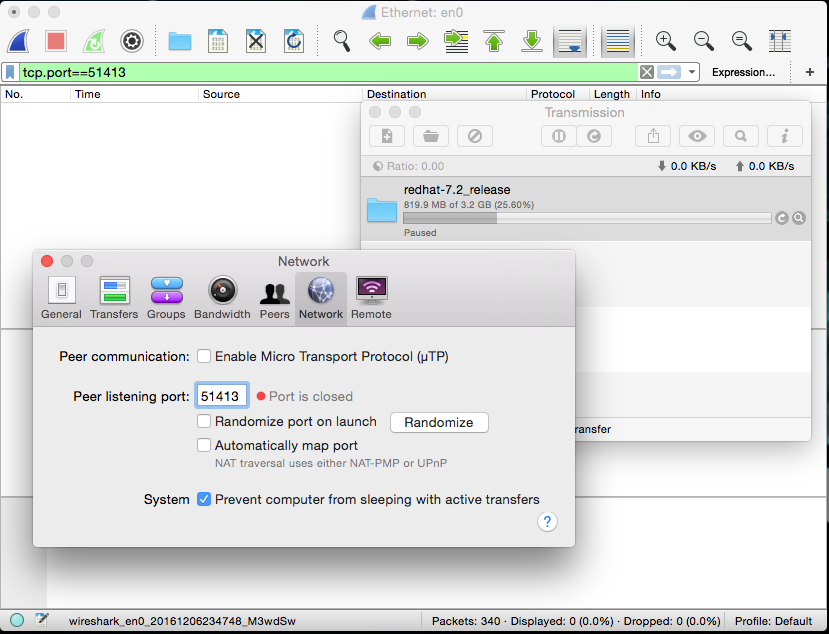 Ethernet: en0
tcp.port==51413
Expression...
+
No. Time Source Destination Protocol Length Info
Transmission
Ratio: 0.00
0.0 KB/s
0.0 KB/s
redhat-7.2_release
819.9 MB of 3.2 GB (25.60%)
Paused
ransfer
Network
General Transfers Groups Bandwidth Peers Network Remote
Peer communication: Enable Micro Transport Protocol (µTP)
Peer listening port: 51413 Port is closed
Randomize port on launch Randomize
Automatically map port
NAT traversal uses either NAT-PMP or UPnP
System Prevent computer from sleeping with active transfers
?
wireshark_en0_20161206234748_M3wdSw Packets: 340 · Displayed: 0 (0.0%) · Dropped: 0 (0.0%) Profile: Default